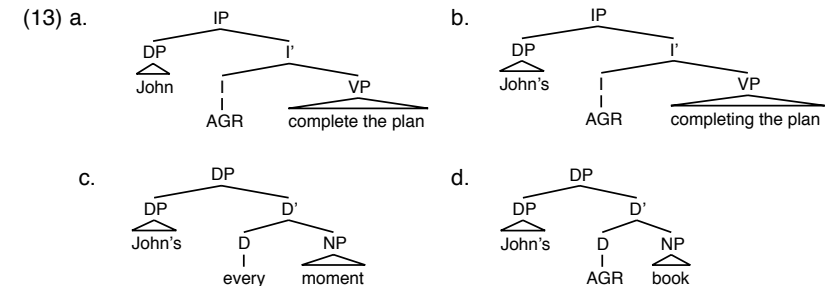 (13) a. IP b. IP
DP I' DP I'
John I VP John's I VP
AGR complete the plan AGR completing the plan
c. DP d. DP
DP D' DP D'
John's D NP John's D NP
every moment AGR book